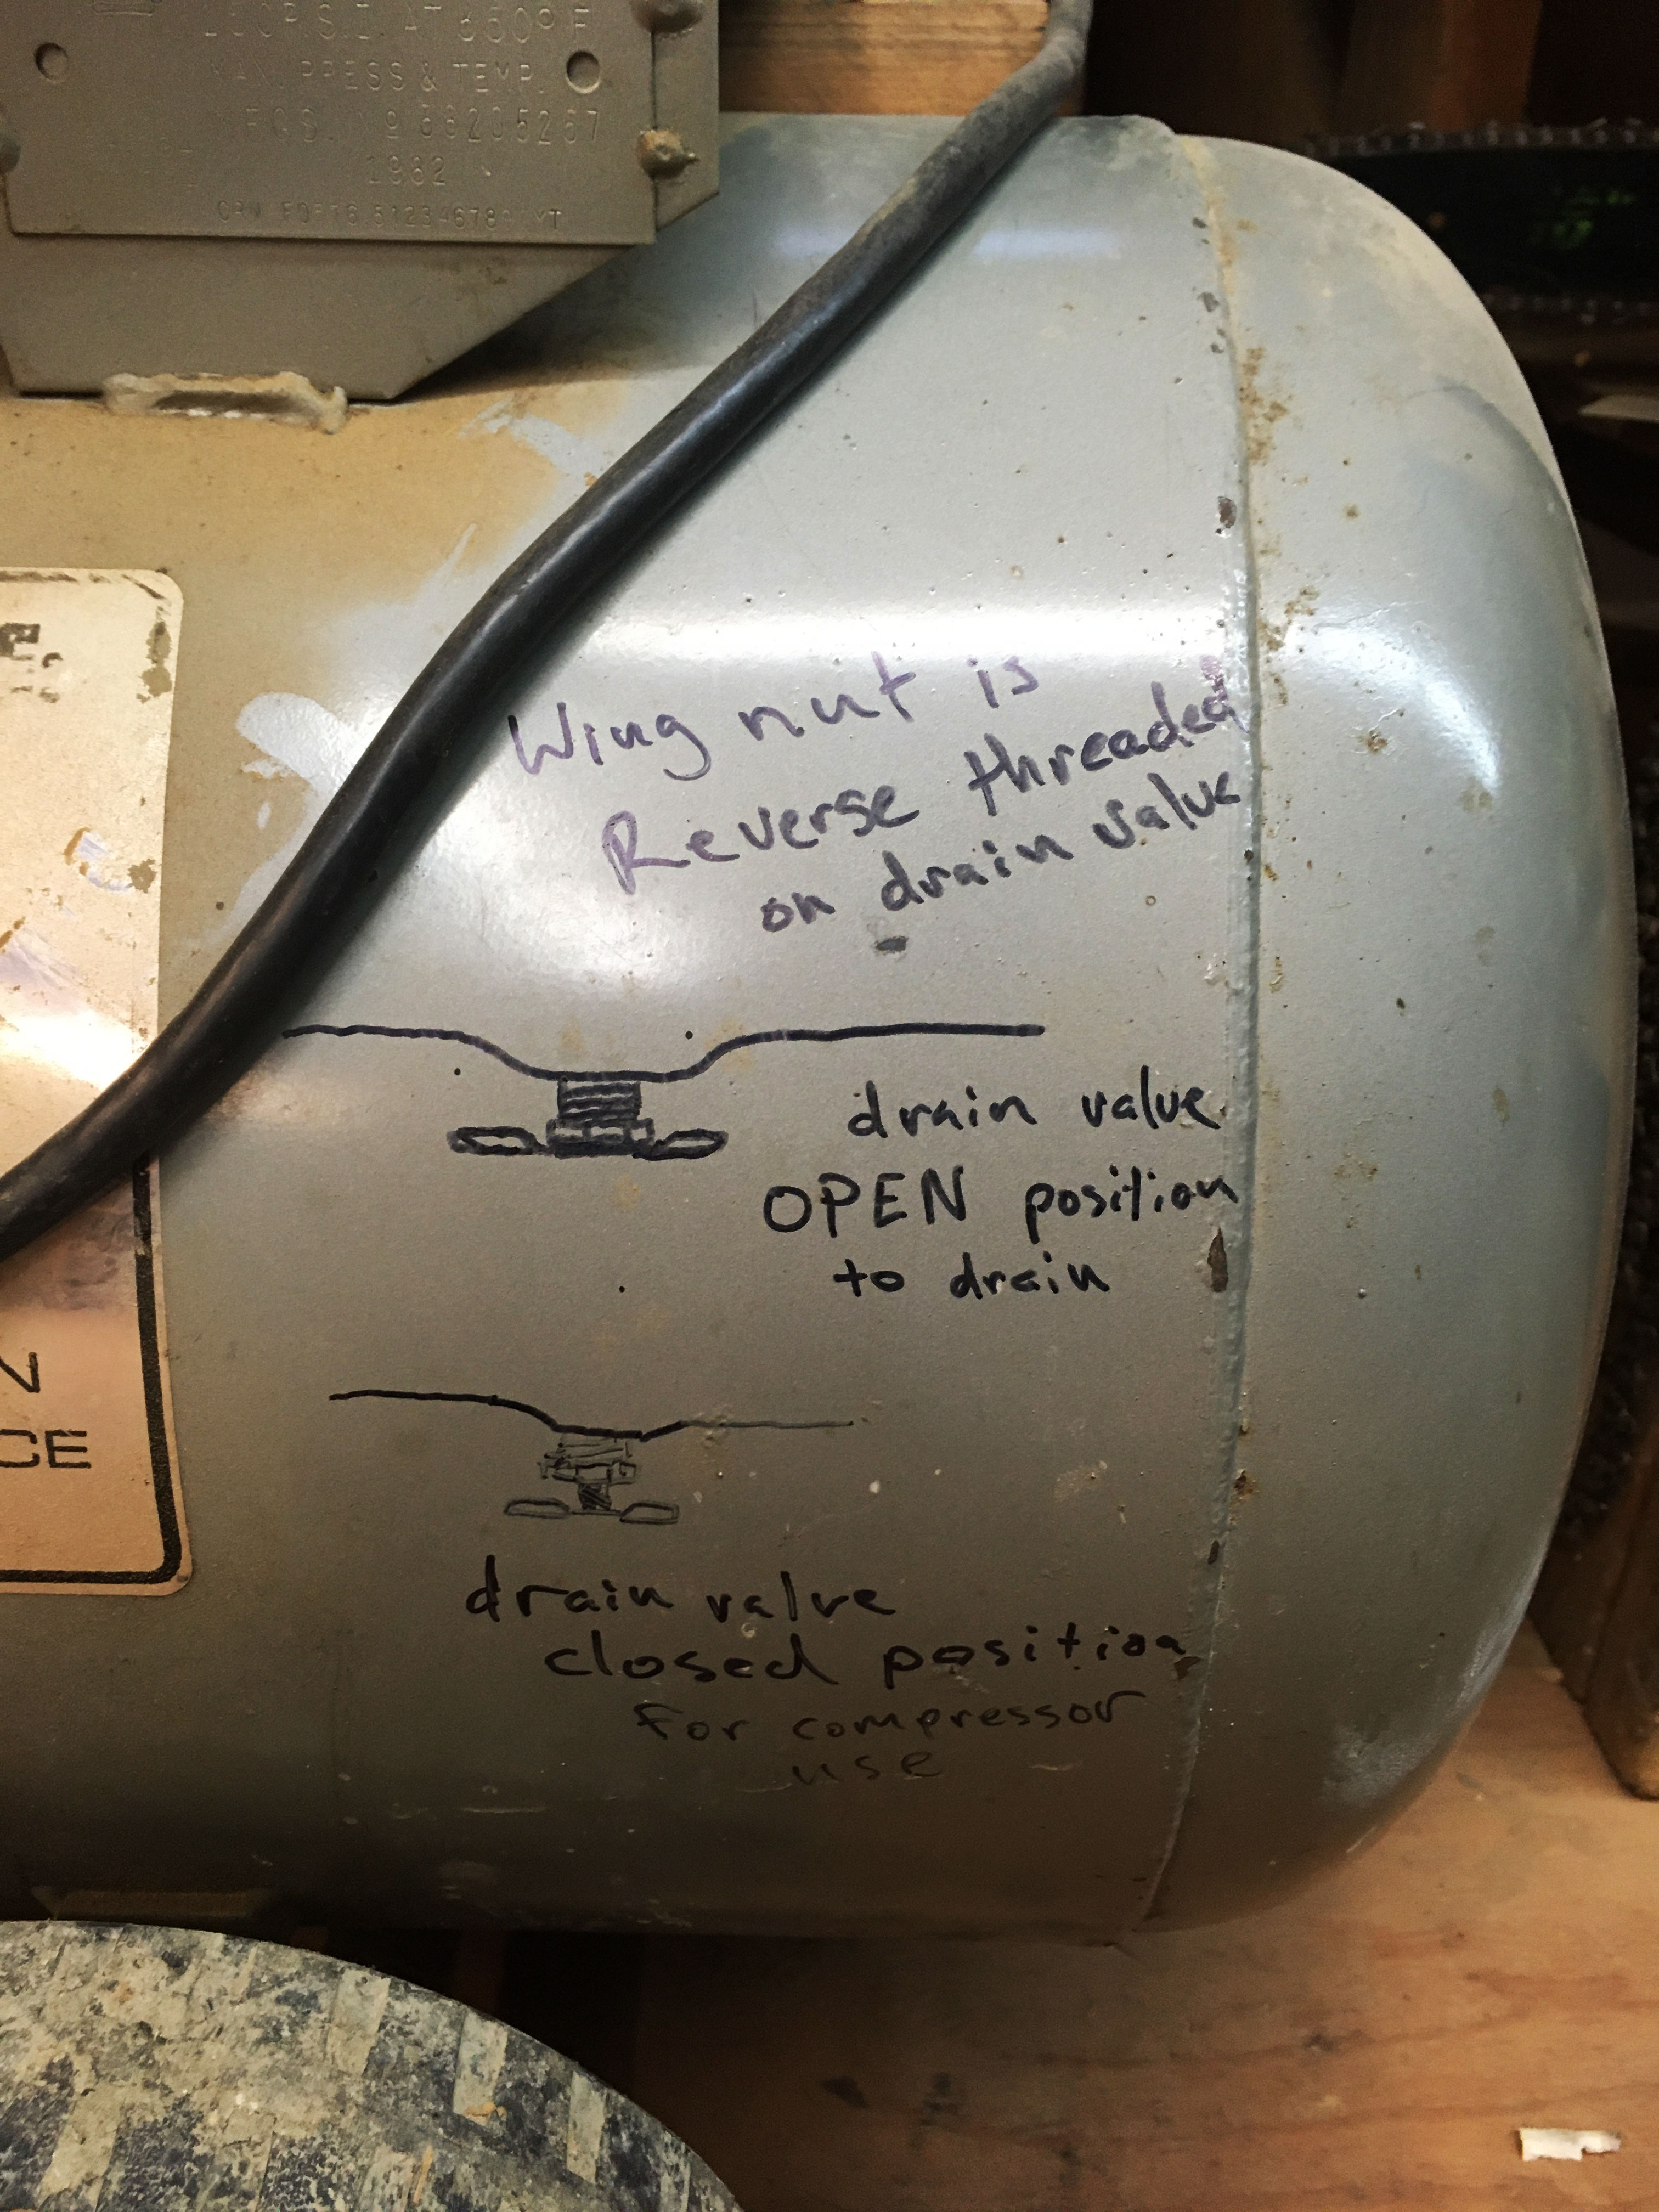 MAX. PRESS & TEMP.
1982
Wing nut is
Reverse threaded
on drain valve
drain valve
OPEN position
to drain
N
CE
drain valve
closed position
for compressor
use